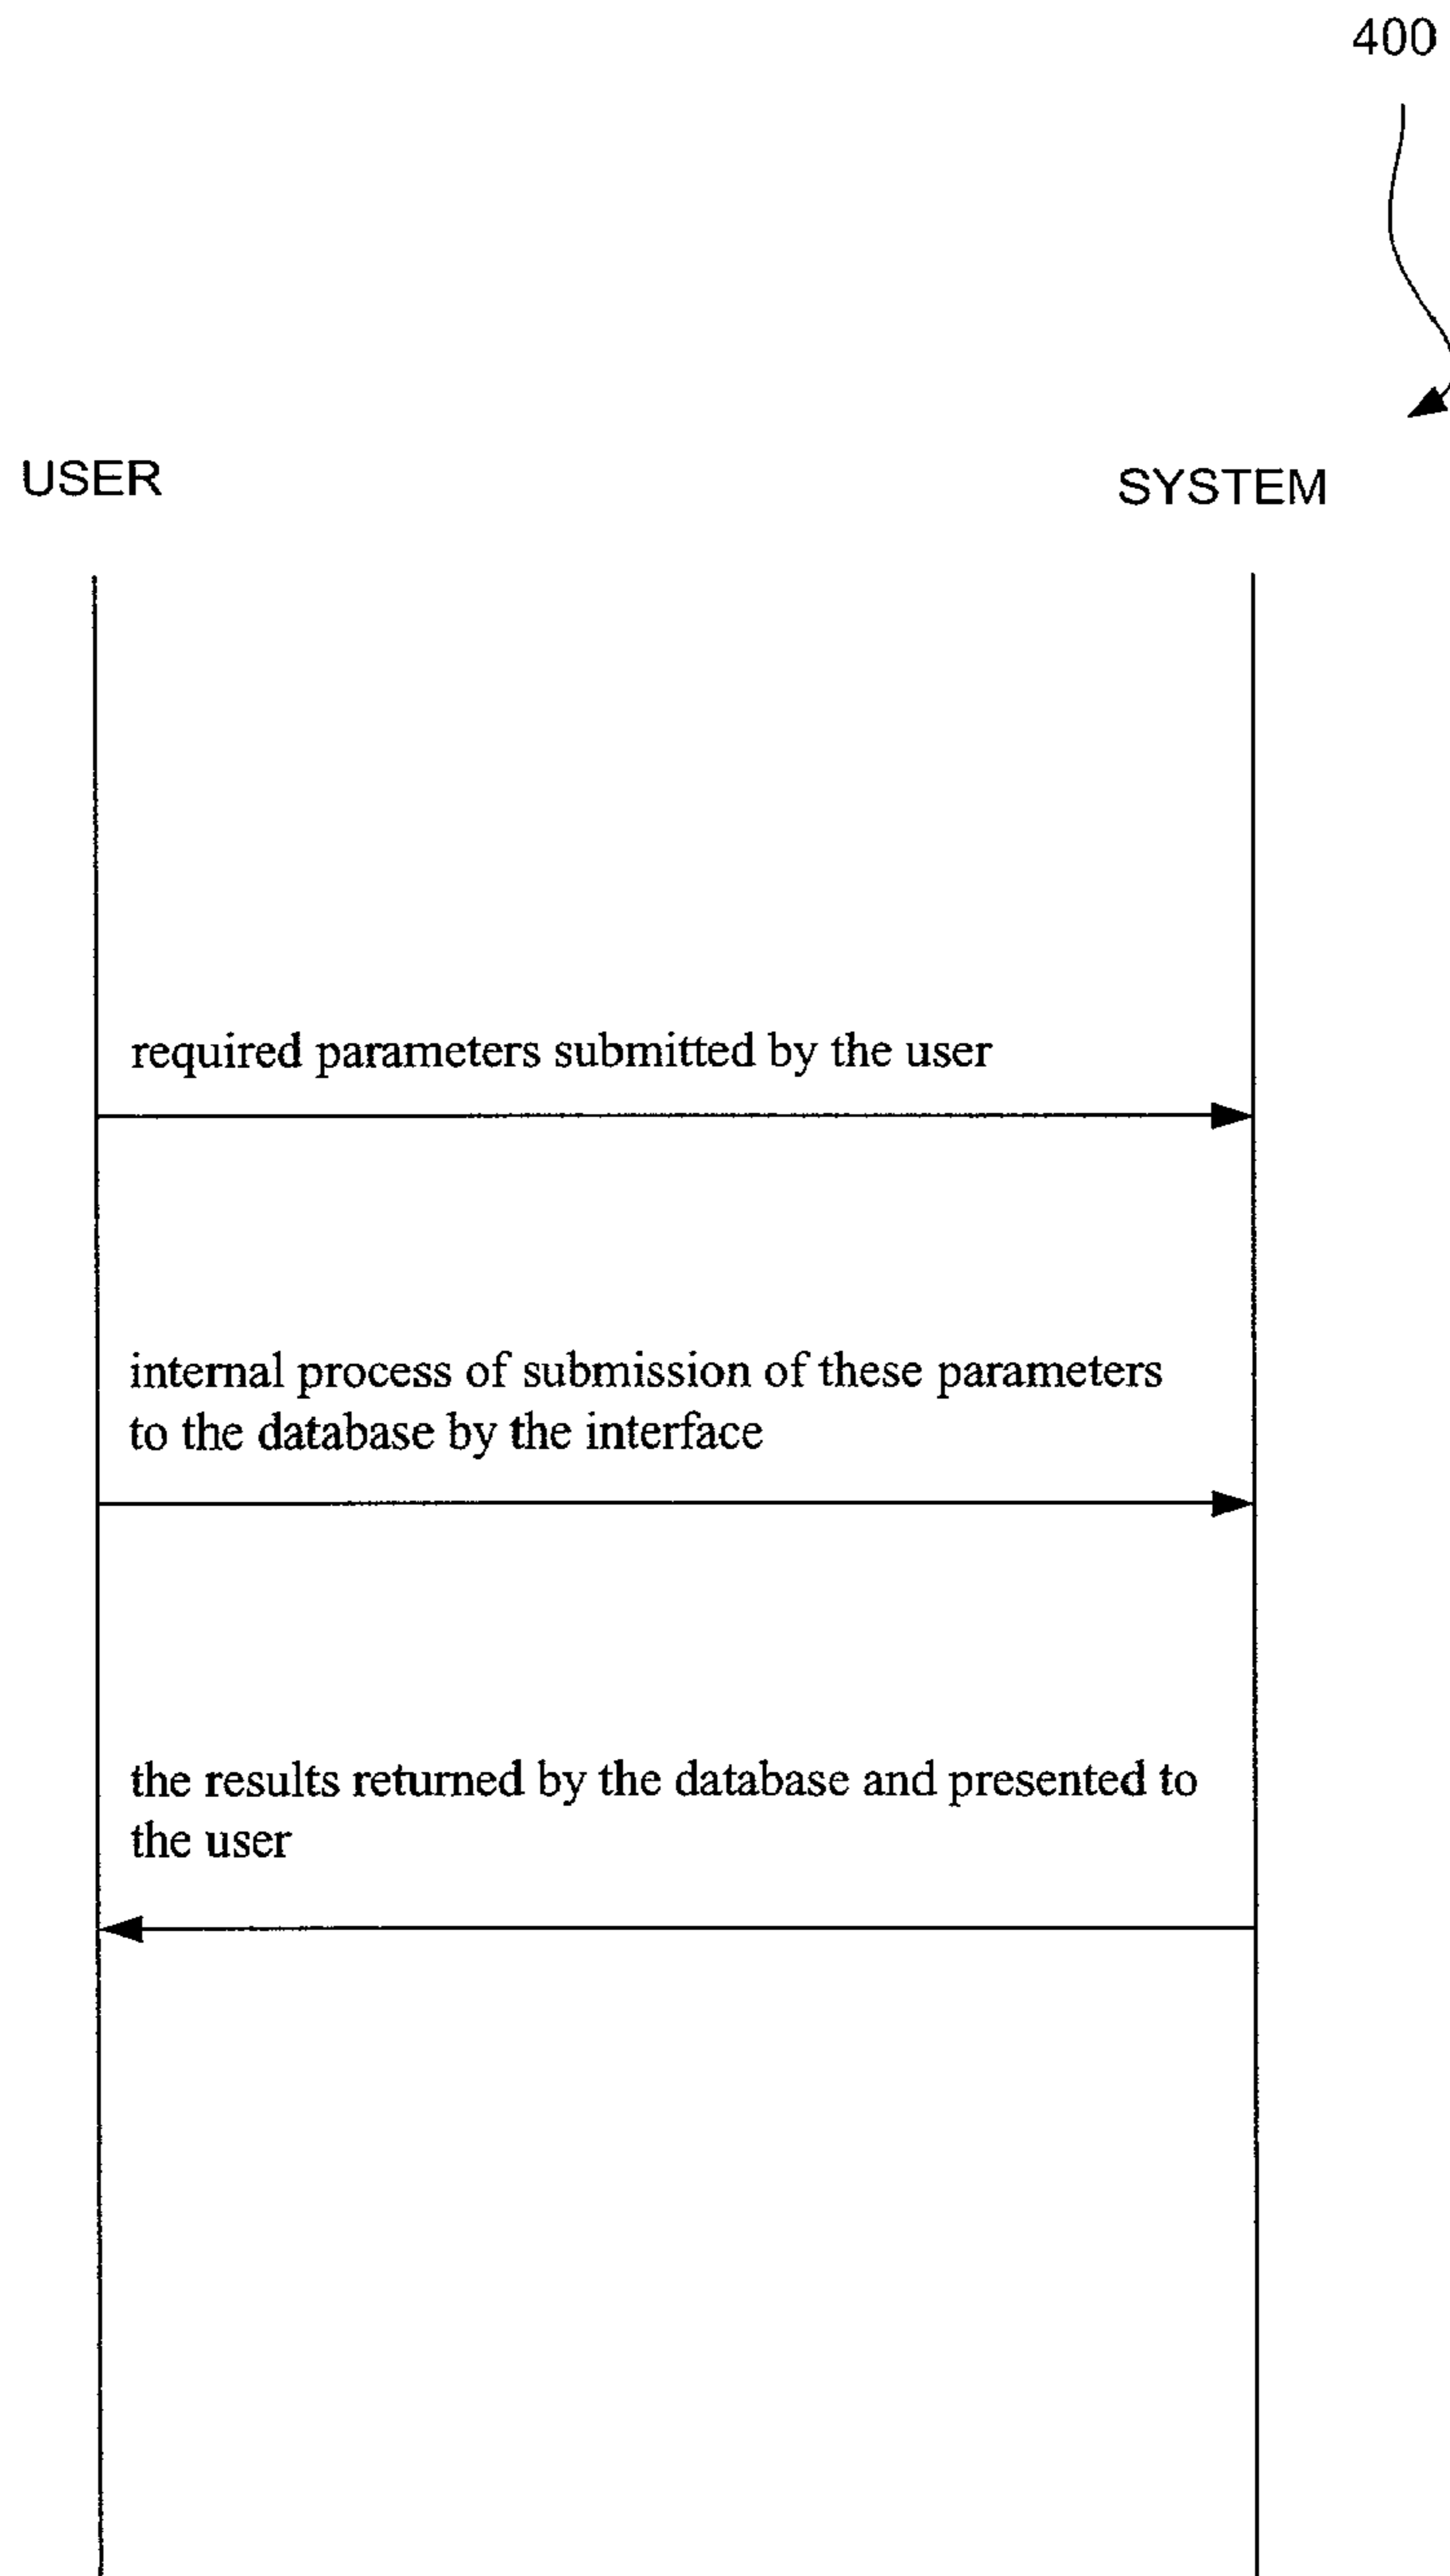 400
USER
SYSTEM
required parameters submitted by the user
internal process of submission of these parameters
to the database by the interface
the results returned by the database and presented to
the user